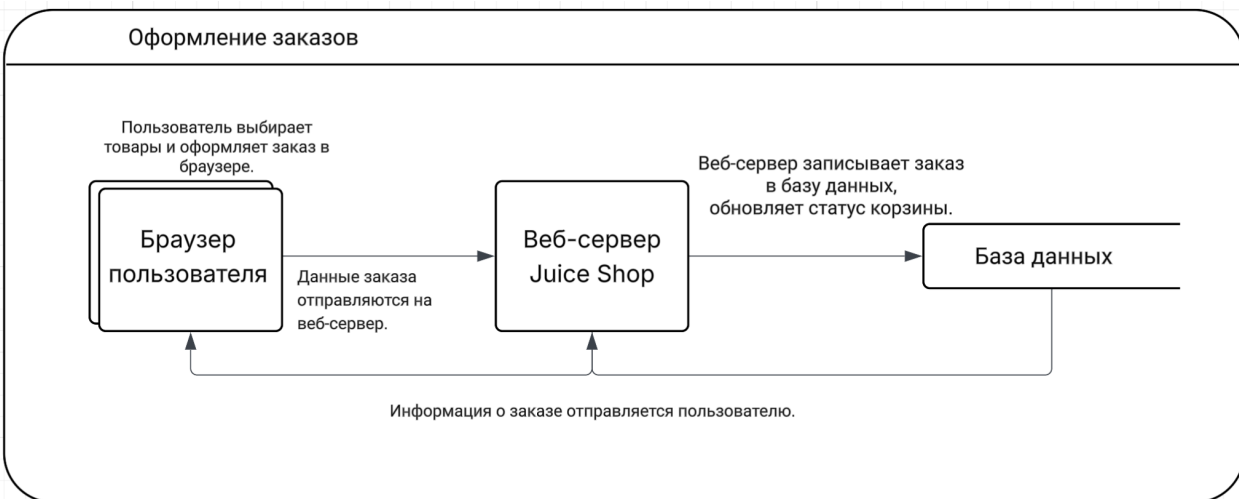 Оформление заказов
Пользователь выбирает
товары и оформляет заказ в
браузере.
Браузер
пользователя
Данные заказа
отправляются на
веб-сервер.
Веб-сервер
Juice Shop
Веб-сервер записывает заказ
в базу данных,
обновляет статус корзины.
База данных
Информация о заказе отправляется пользователю.